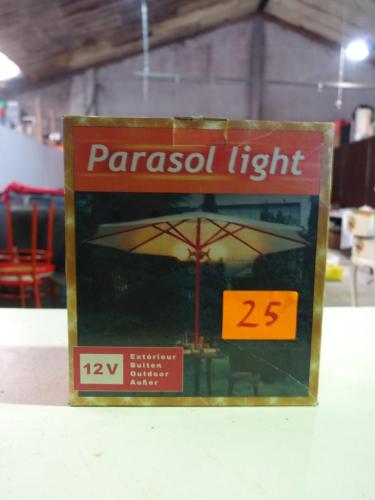 Parasol light
25
12V
Extérieur
Buiten
Outdoor
Außer